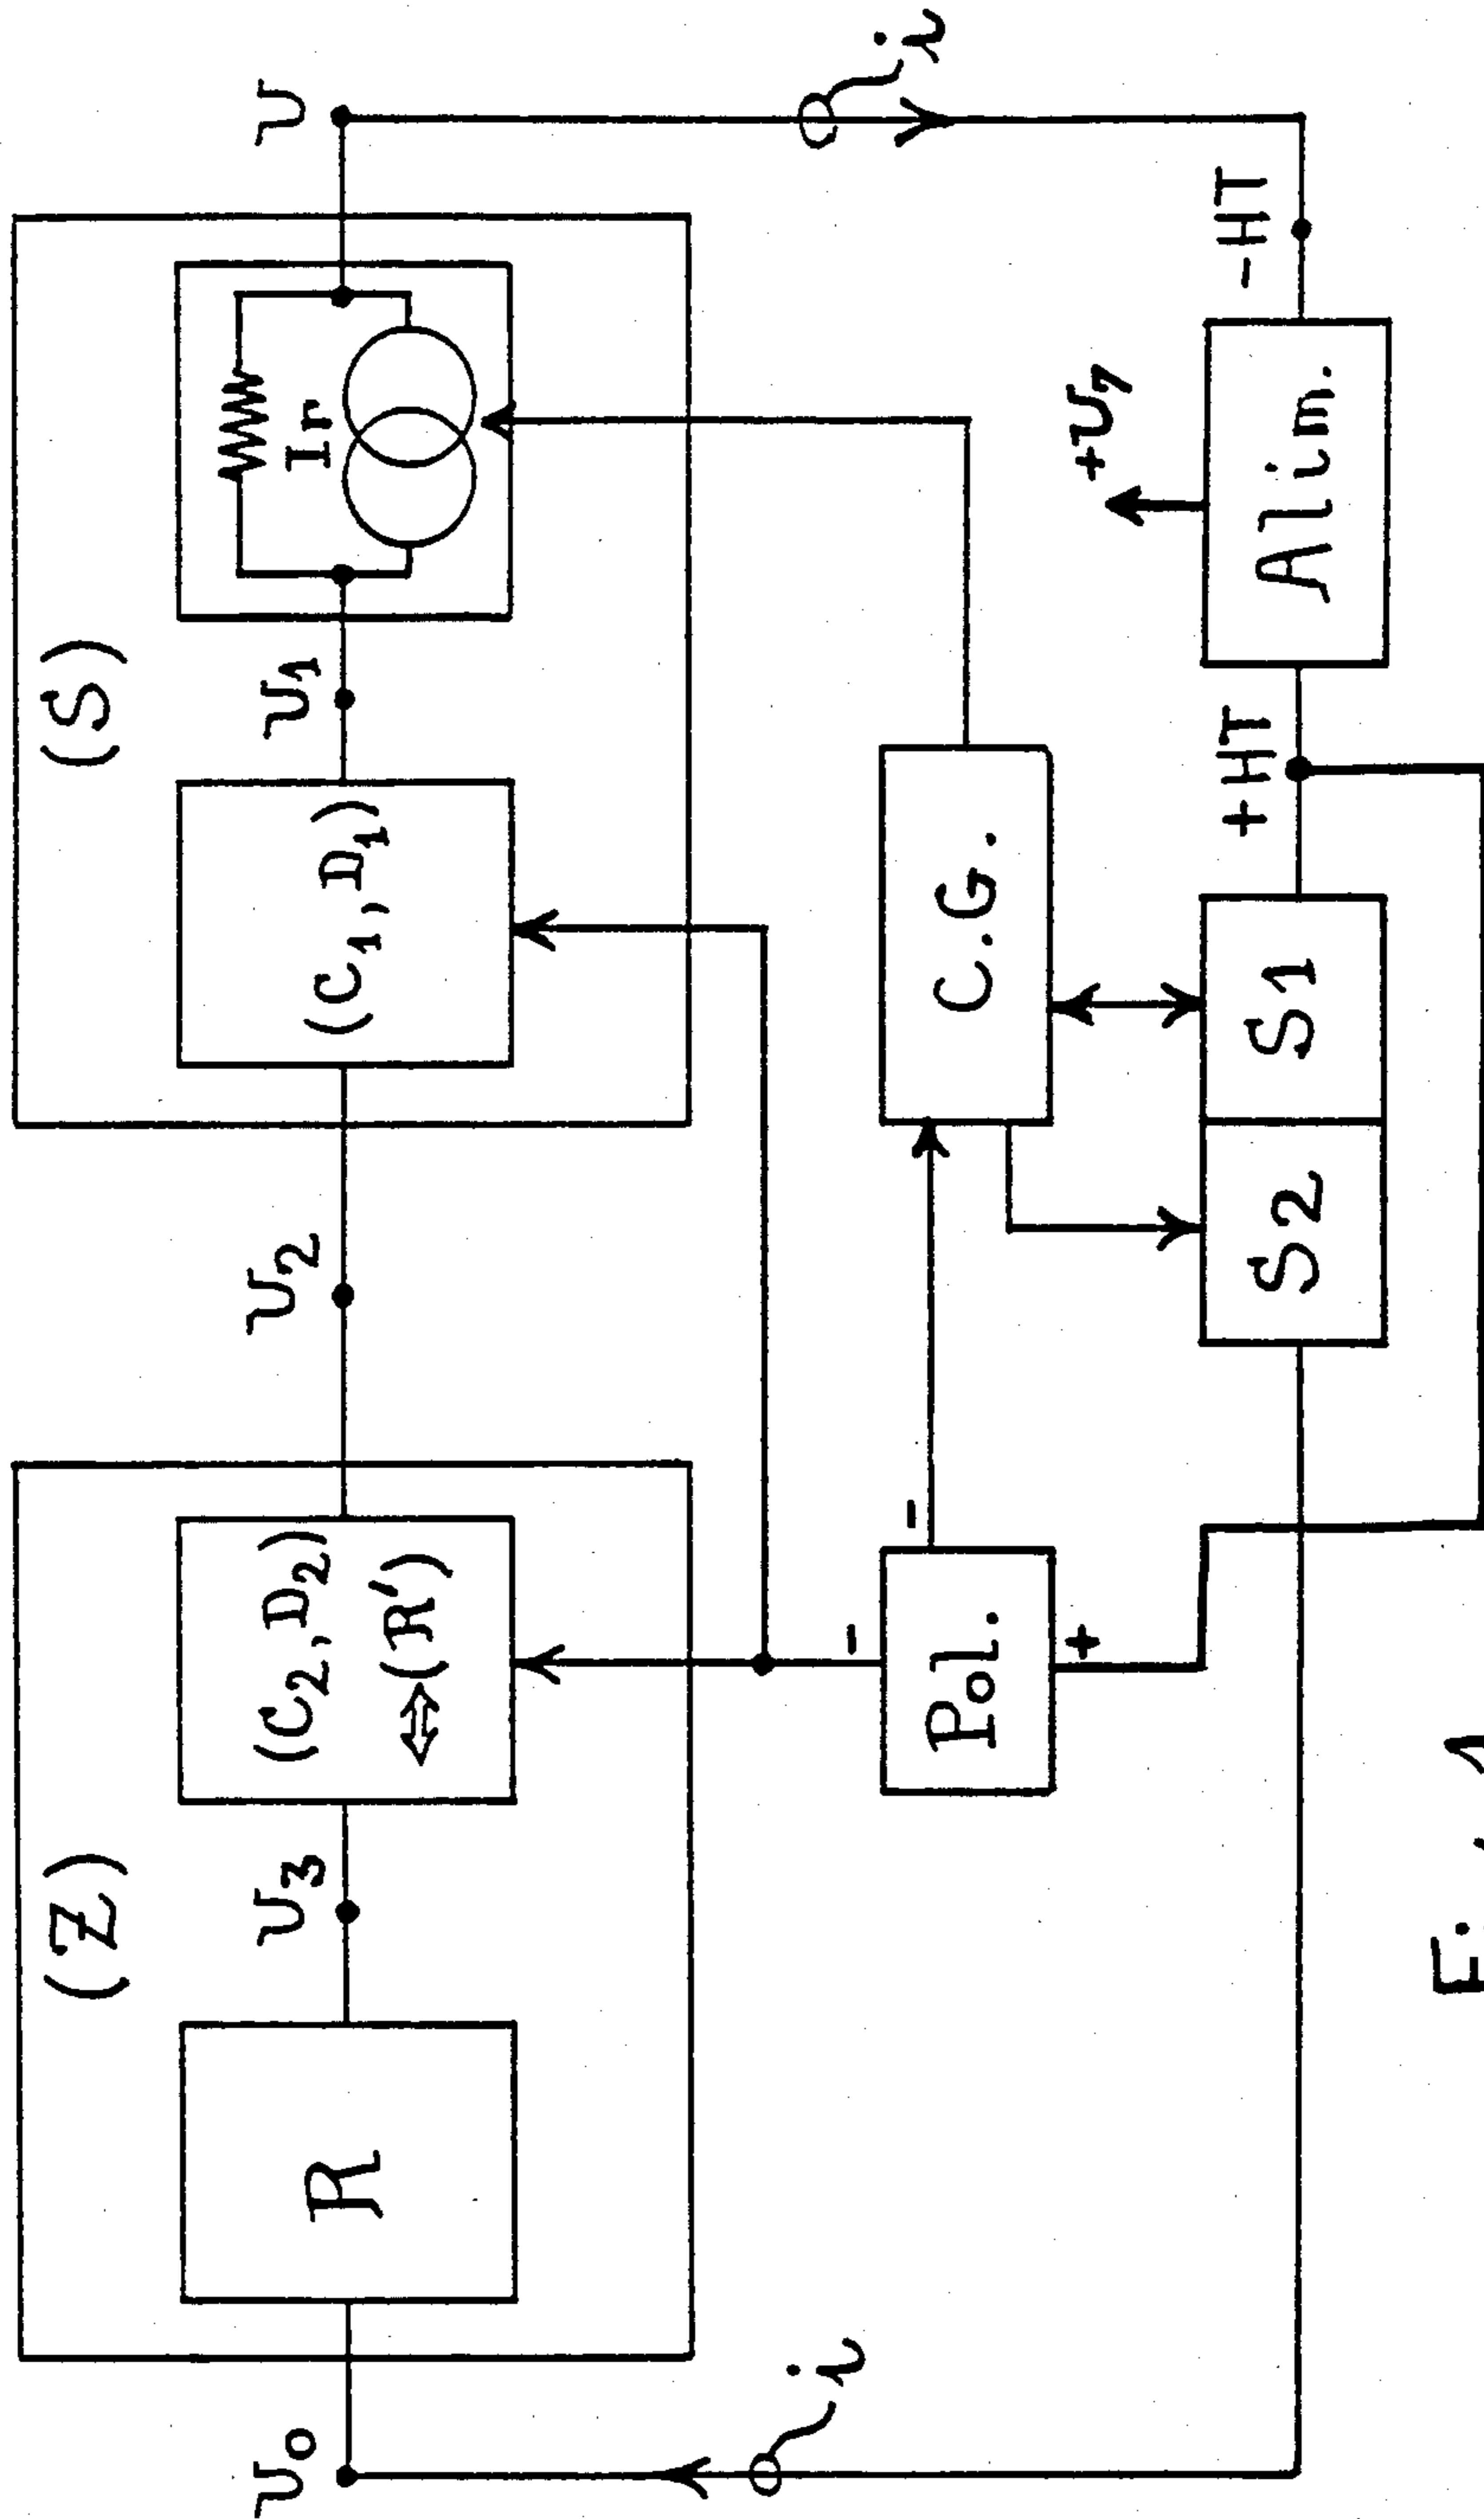 (Z)
(S)
U0
R
U3
(C2, D2)
⇔(R')
U2
(C1, D1)
U1
Ir
U
i
i
Pol.
-
-
+
C.G.
S2
S1
+HT
Alim.
+U7
-HT